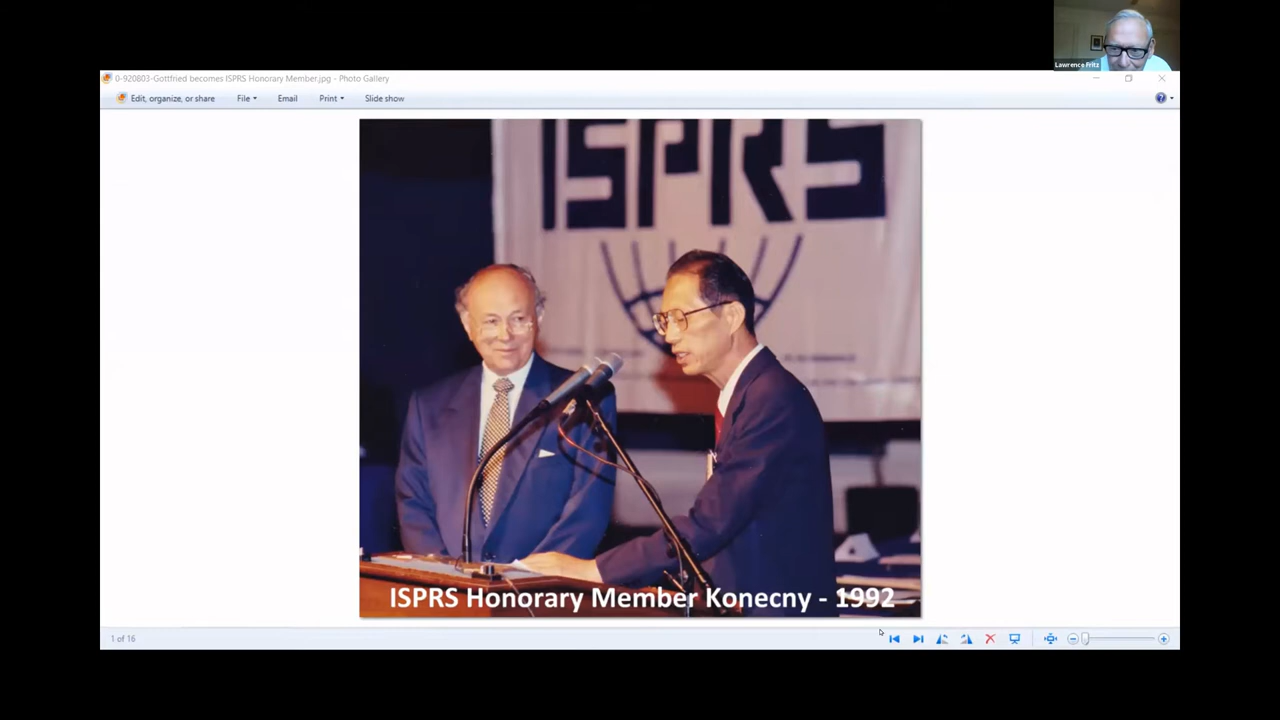 Lawrence Fritz
0-920803-Gottfried becomes ISPRS Honorary Member.jpg - Photo Gallery
Edit, organize, or share File Email Print Slide show
ISPRS
ISPRS Honorary Member Konecny - 1992
1 of 16